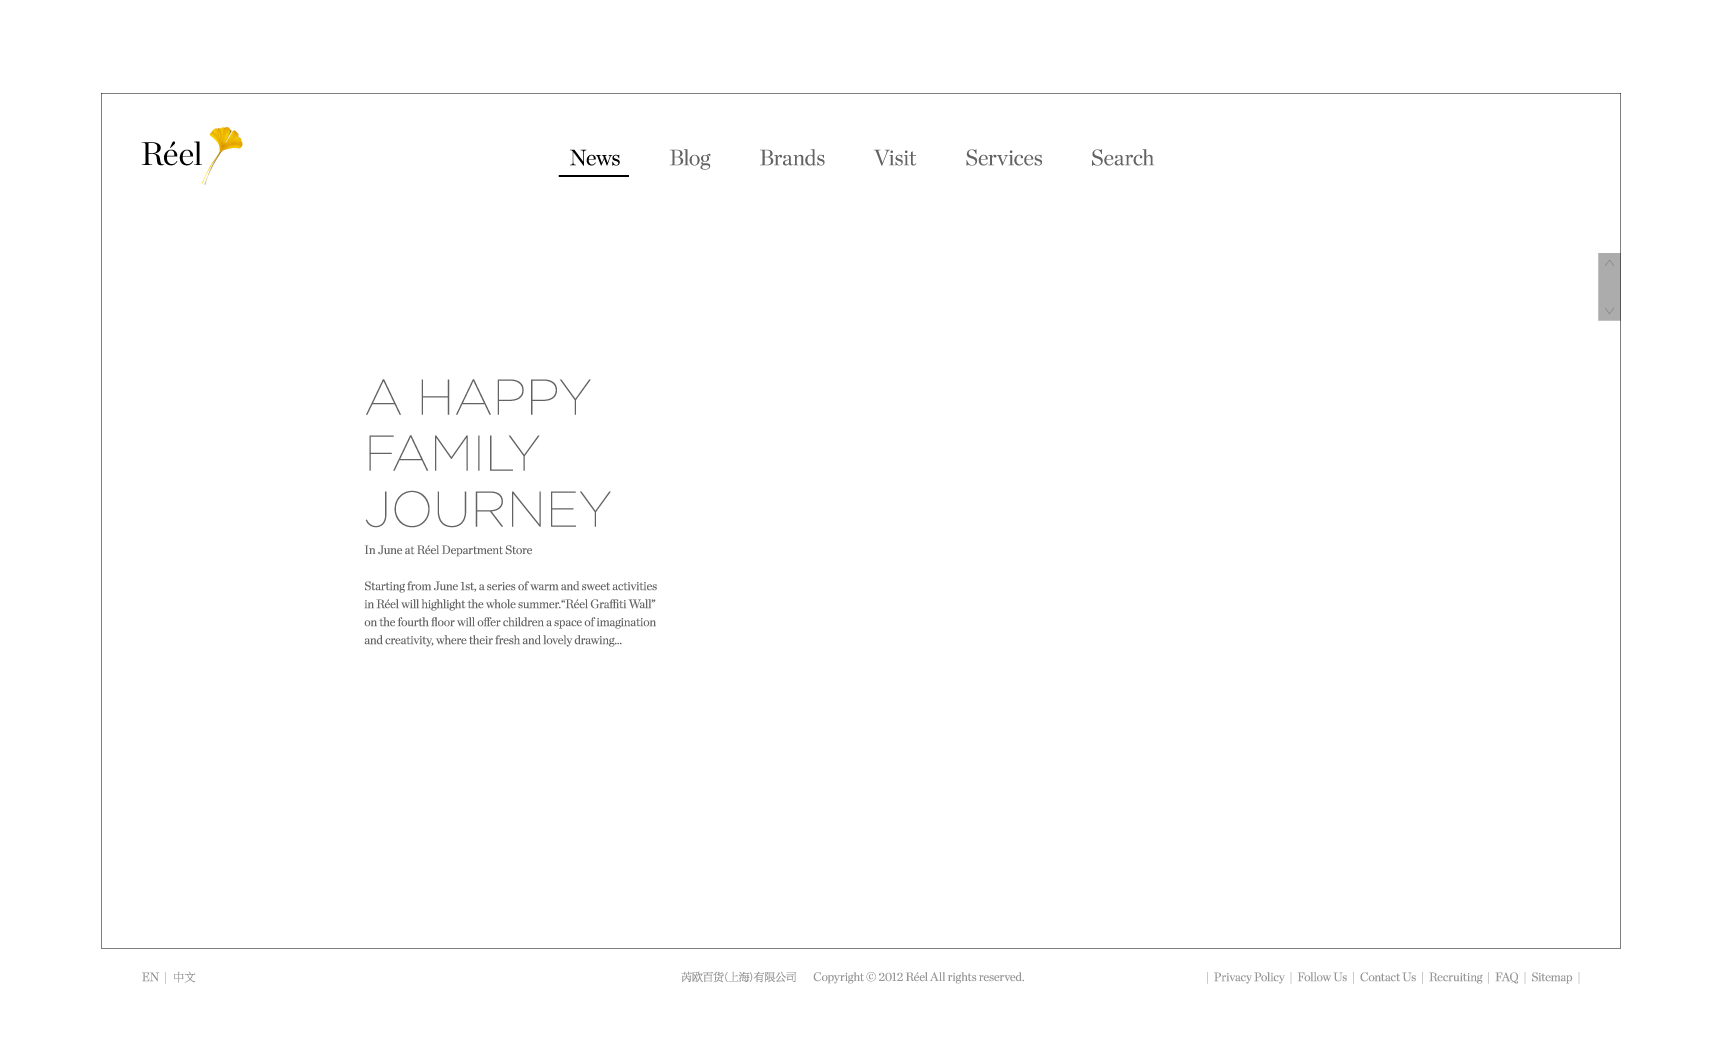 Réel
News
Blog
Brands
Visit
Services
Search
A HAPPY
FAMILY
JOURNEY
In June at Réel Department Store
Starting from June 1st, a series of warm and sweet activities
in Réel will highlight the whole summer.“Réel Graffiti Wall”
on the fourth floor will offer children a space of imagination
and creativity, where their fresh and lovely drawing...
EN | 中文
芮欧百货(上海)有限公司 Copyright © 2012 Réel All rights reserved.
| Privacy Policy | Follow Us | Contact Us | Recruiting | FAQ | Sitemap |